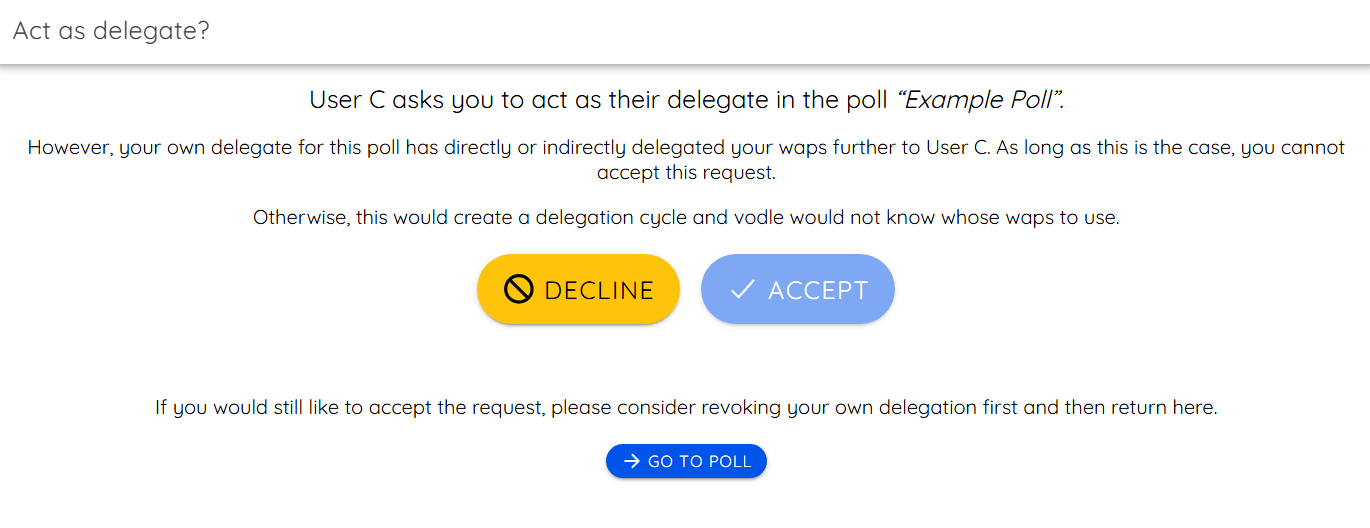 Act as delegate?
User C asks you to act as their delegate in the poll “Example Poll”.
However, your own delegate for this poll has directly or indirectly delegated your waps further to User C. As long as this is the case, you cannot
accept this request.
Otherwise, this would create a delegation cycle and vodle would not know whose waps to use.
DECLINE
ACCEPT
If you would still like to accept the request, please consider revoking your own delegation first and then return here.
GO TO POLL